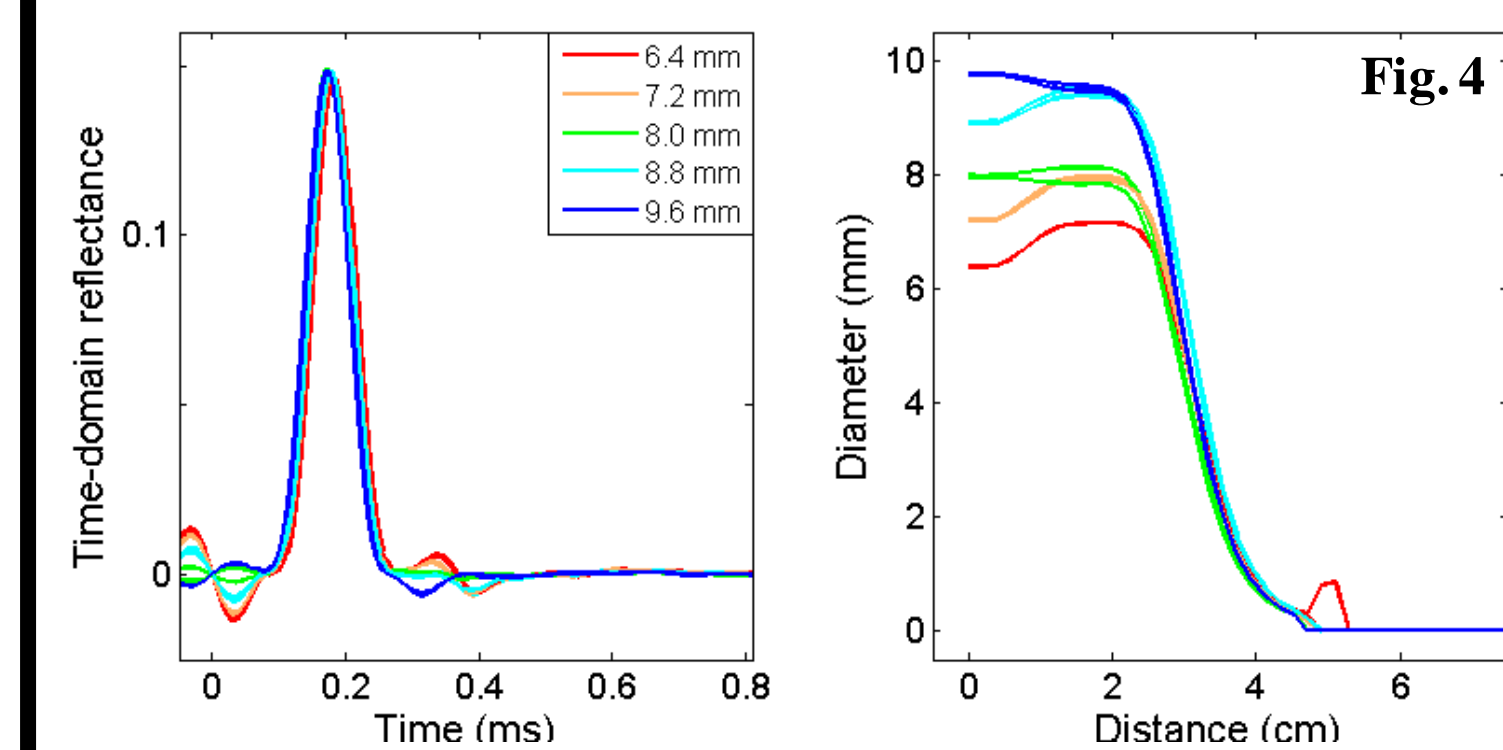 6.4 mm
7.2 mm
8.0 mm
8.8 mm
9.6 mm
Time-domain reflectance
0.1
0
0
0.2
0.4
0.6
0.8
Time (ms)
Fig. 4
Diameter (mm)
10
8
6
4
2
0
0
2
4
6
Distance (cm)